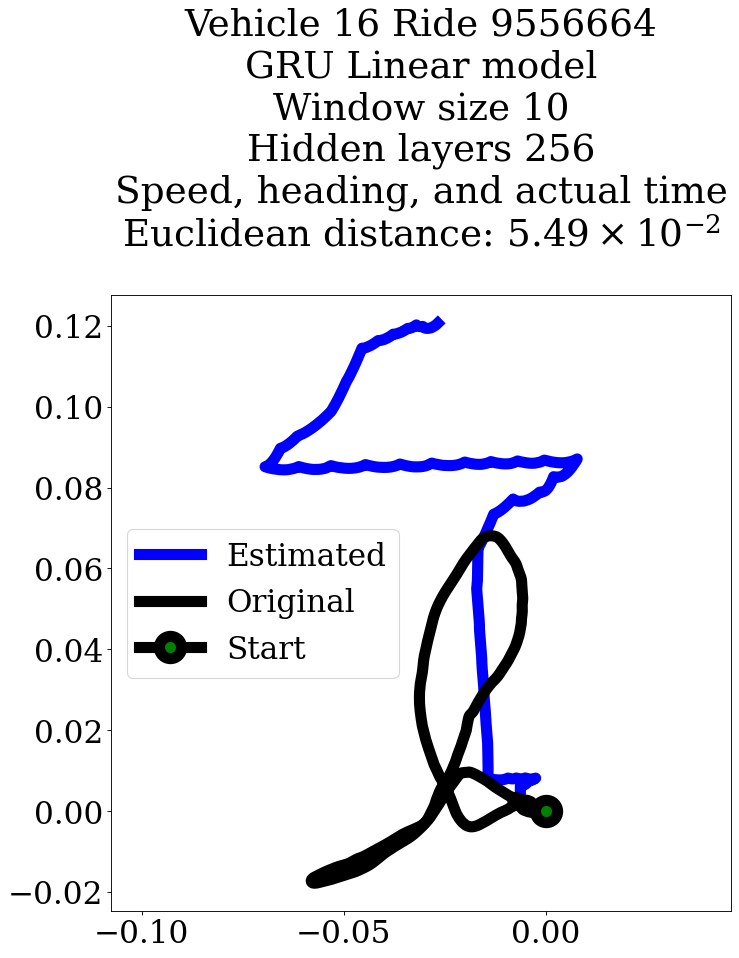 Vehicle 16 Ride 9556664
GRU Linear model
Window size 10
Hidden layers 256
Speed, heading, and actual time
Euclidean distance: 5.49 × 10⁻²
0.12
0.10
0.08
0.06
0.04
0.02
0.00
−0.02
Estimated
Original
Start
−0.10 −0.05 0.00